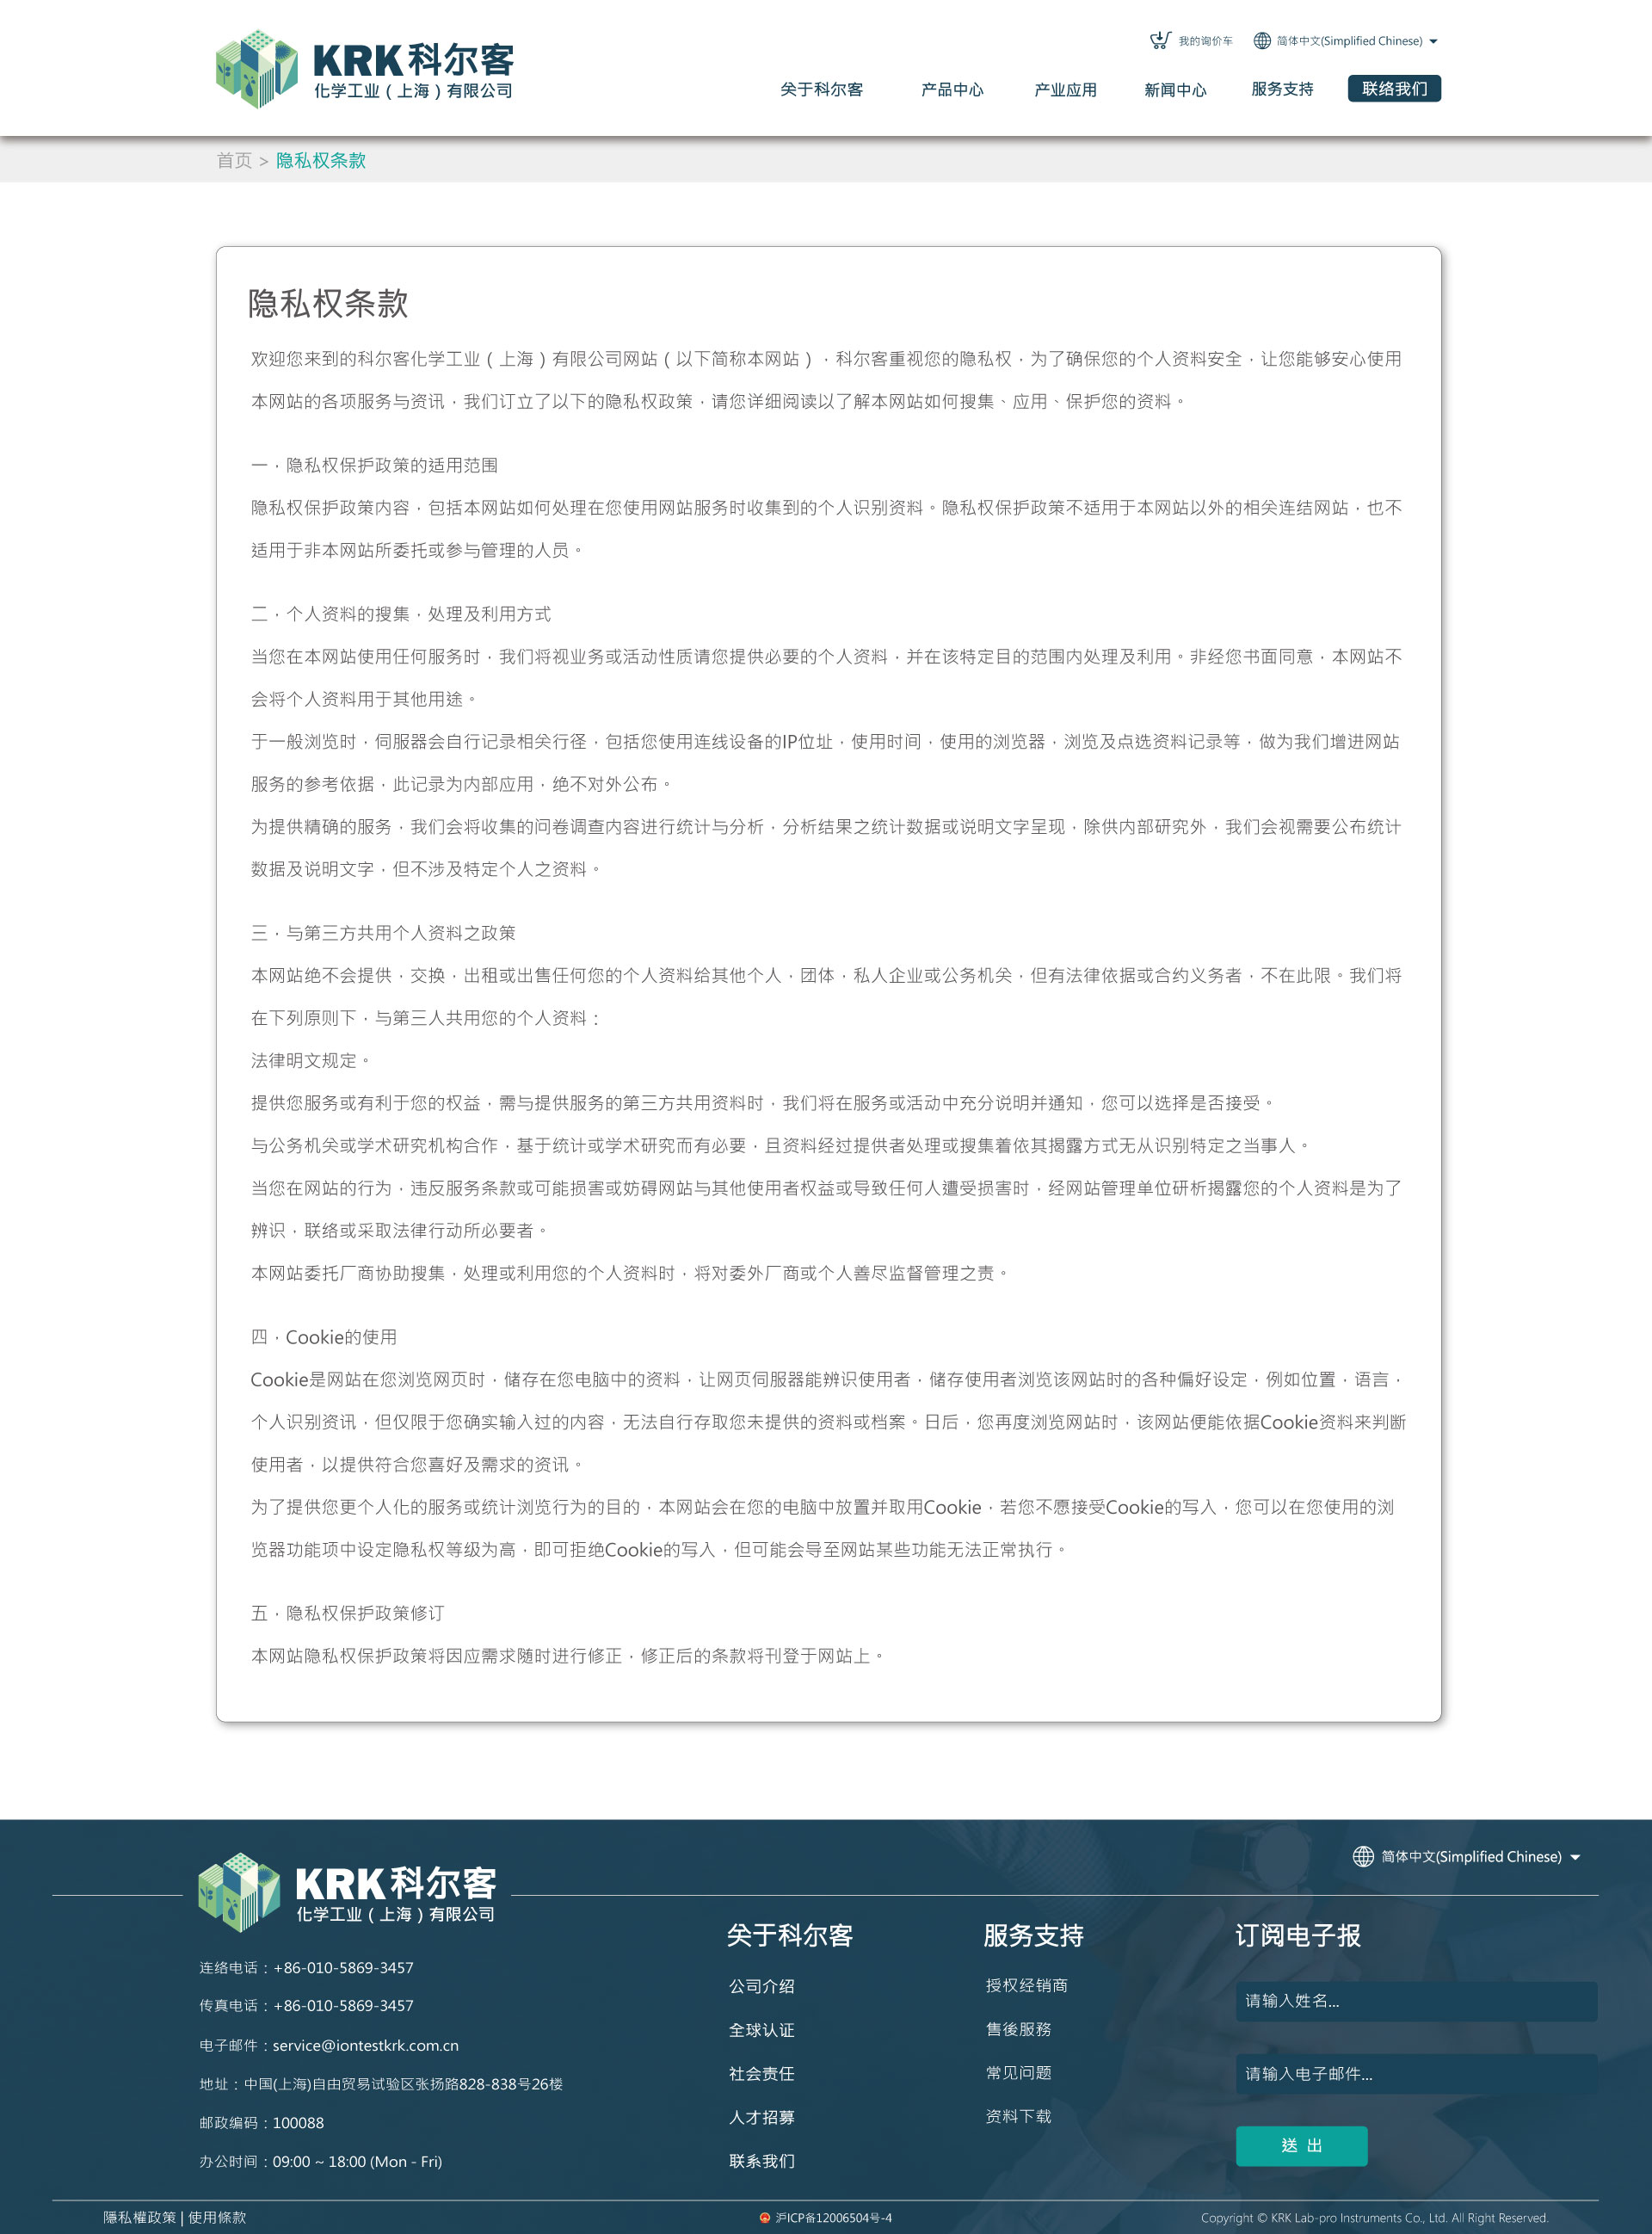 KRK科尔客
化学工业（上海）有限公司
我的询价车
简体中文(Simplified Chinese)
关于科尔客
产品中心
产业应用
新闻中心
服务支持
联络我们
首页 > 隐私权条款
隐私权条款
欢迎您来到的科尔客化学工业（上海）有限公司网站（以下简称本网站），科尔客重视您的隐私权，为了确保您的个人资料安全，让您能够安心使用
本网站的各项服务与资讯，我们订立了以下的隐私权政策，请您详细阅读以了解本网站如何搜集、应用、保护您的资料。
一，隐私权保护政策的适用范围
隐私权保护政策内容，包括本网站如何处理在您使用网站服务时收集到的个人识别资料。隐私权保护政策不适用于本网站以外的相关连结网站，也不
适用于非本网站所委托或参与管理的人员。
二，个人资料的搜集，处理及利用方式
当您在本网站使用任何服务时，我们将视业务或活动性质请您提供必要的个人资料，并在该特定目的范围内处理及利用。非经您书面同意，本网站不
会将个人资料用于其他用途。
于一般浏览时，伺服器会自行记录相关行径，包括您使用连线设备的IP位址，使用时间，使用的浏览器，浏览及点选资料记录等，做为我们增进网站
服务的参考依据，此记录为内部应用，绝不对外公布。
为提供精确的服务，我们会将收集的问卷调查内容进行统计与分析，分析结果之统计数据或说明文字呈现，除供内部研究外，我们会视需要公布统计
数据及说明文字，但不涉及特定个人之资料。
三，与第三方共用个人资料之政策
本网站绝不会提供，交换，出租或出售任何您的个人资料给其他个人，团体，私人企业或公务机关，但有法律依据或合约义务者，不在此限。我们将
在下列原则下，与第三人共用您的个人资料：
法律明文规定。
提供您服务或有利于您的权益，需与提供服务的第三方共用资料时，我们将在服务或活动中充分说明并通知，您可以选择是否接受。
与公务机关或学术研究机构合作，基于统计或学术研究而有必要，且资料经过提供者处理或搜集着依其揭露方式无从识别特定之当事人。
当您在网站的行为，违反服务条款或可能损害或妨碍网站与其他使用者权益或导致任何人遭受损害时，经网站管理单位研析揭露您的个人资料是为了
辨识，联络或采取法律行动所必要者。
本网站委托厂商协助搜集，处理或利用您的个人资料时，将对委外厂商或个人善尽监督管理之责。
四，Cookie的使用
Cookie是网站在您浏览网页时，储存在您电脑中的资料，让网页伺服器能辨识使用者，储存使用者浏览该网站时的各种偏好设定，例如位置，语言，
个人识别资讯，但仅限于您确实输入过的内容，无法自行存取您未提供的资料或档案。日后，您再度浏览网站时，该网站便能依据Cookie资料来判断
使用者，以提供符合您喜好及需求的资讯。
为了提供您更个人化的服务或统计浏览行为的目的，本网站会在您的电脑中放置并取用Cookie，若您不愿接受Cookie的写入，您可以在您使用的浏
览器功能项中设定隐私权等级为高，即可拒绝Cookie的写入，但可能会导至网站某些功能无法正常执行。
五，隐私权保护政策修订
本网站隐私权保护政策将因应需求随时进行修正，修正后的条款将刊登于网站上。
简体中文(Simplified Chinese)
KRK科尔客
化学工业（上海）有限公司
连络电话：+86-010-5869-3457
传真电话：+86-010-5869-3457
电子邮件：service@iontestkrk.com.cn
地址：中国(上海)自由贸易试验区张扬路828-838号26楼
邮政编码：100088
办公时间：09:00 ~ 18:00 (Mon - Fri)
关于科尔客
公司介绍
全球认证
社会责任
人才招募
联系我们
服务支持
授权经销商
售後服務
常见问题
资料下载
订阅电子报
请输入姓名...
请输入电子邮件...
送 出
隱私權政策 | 使用條款
沪ICP备12006504号-4
Copyright © KRK Lab-pro Instruments Co., Ltd. All Right Reserved.